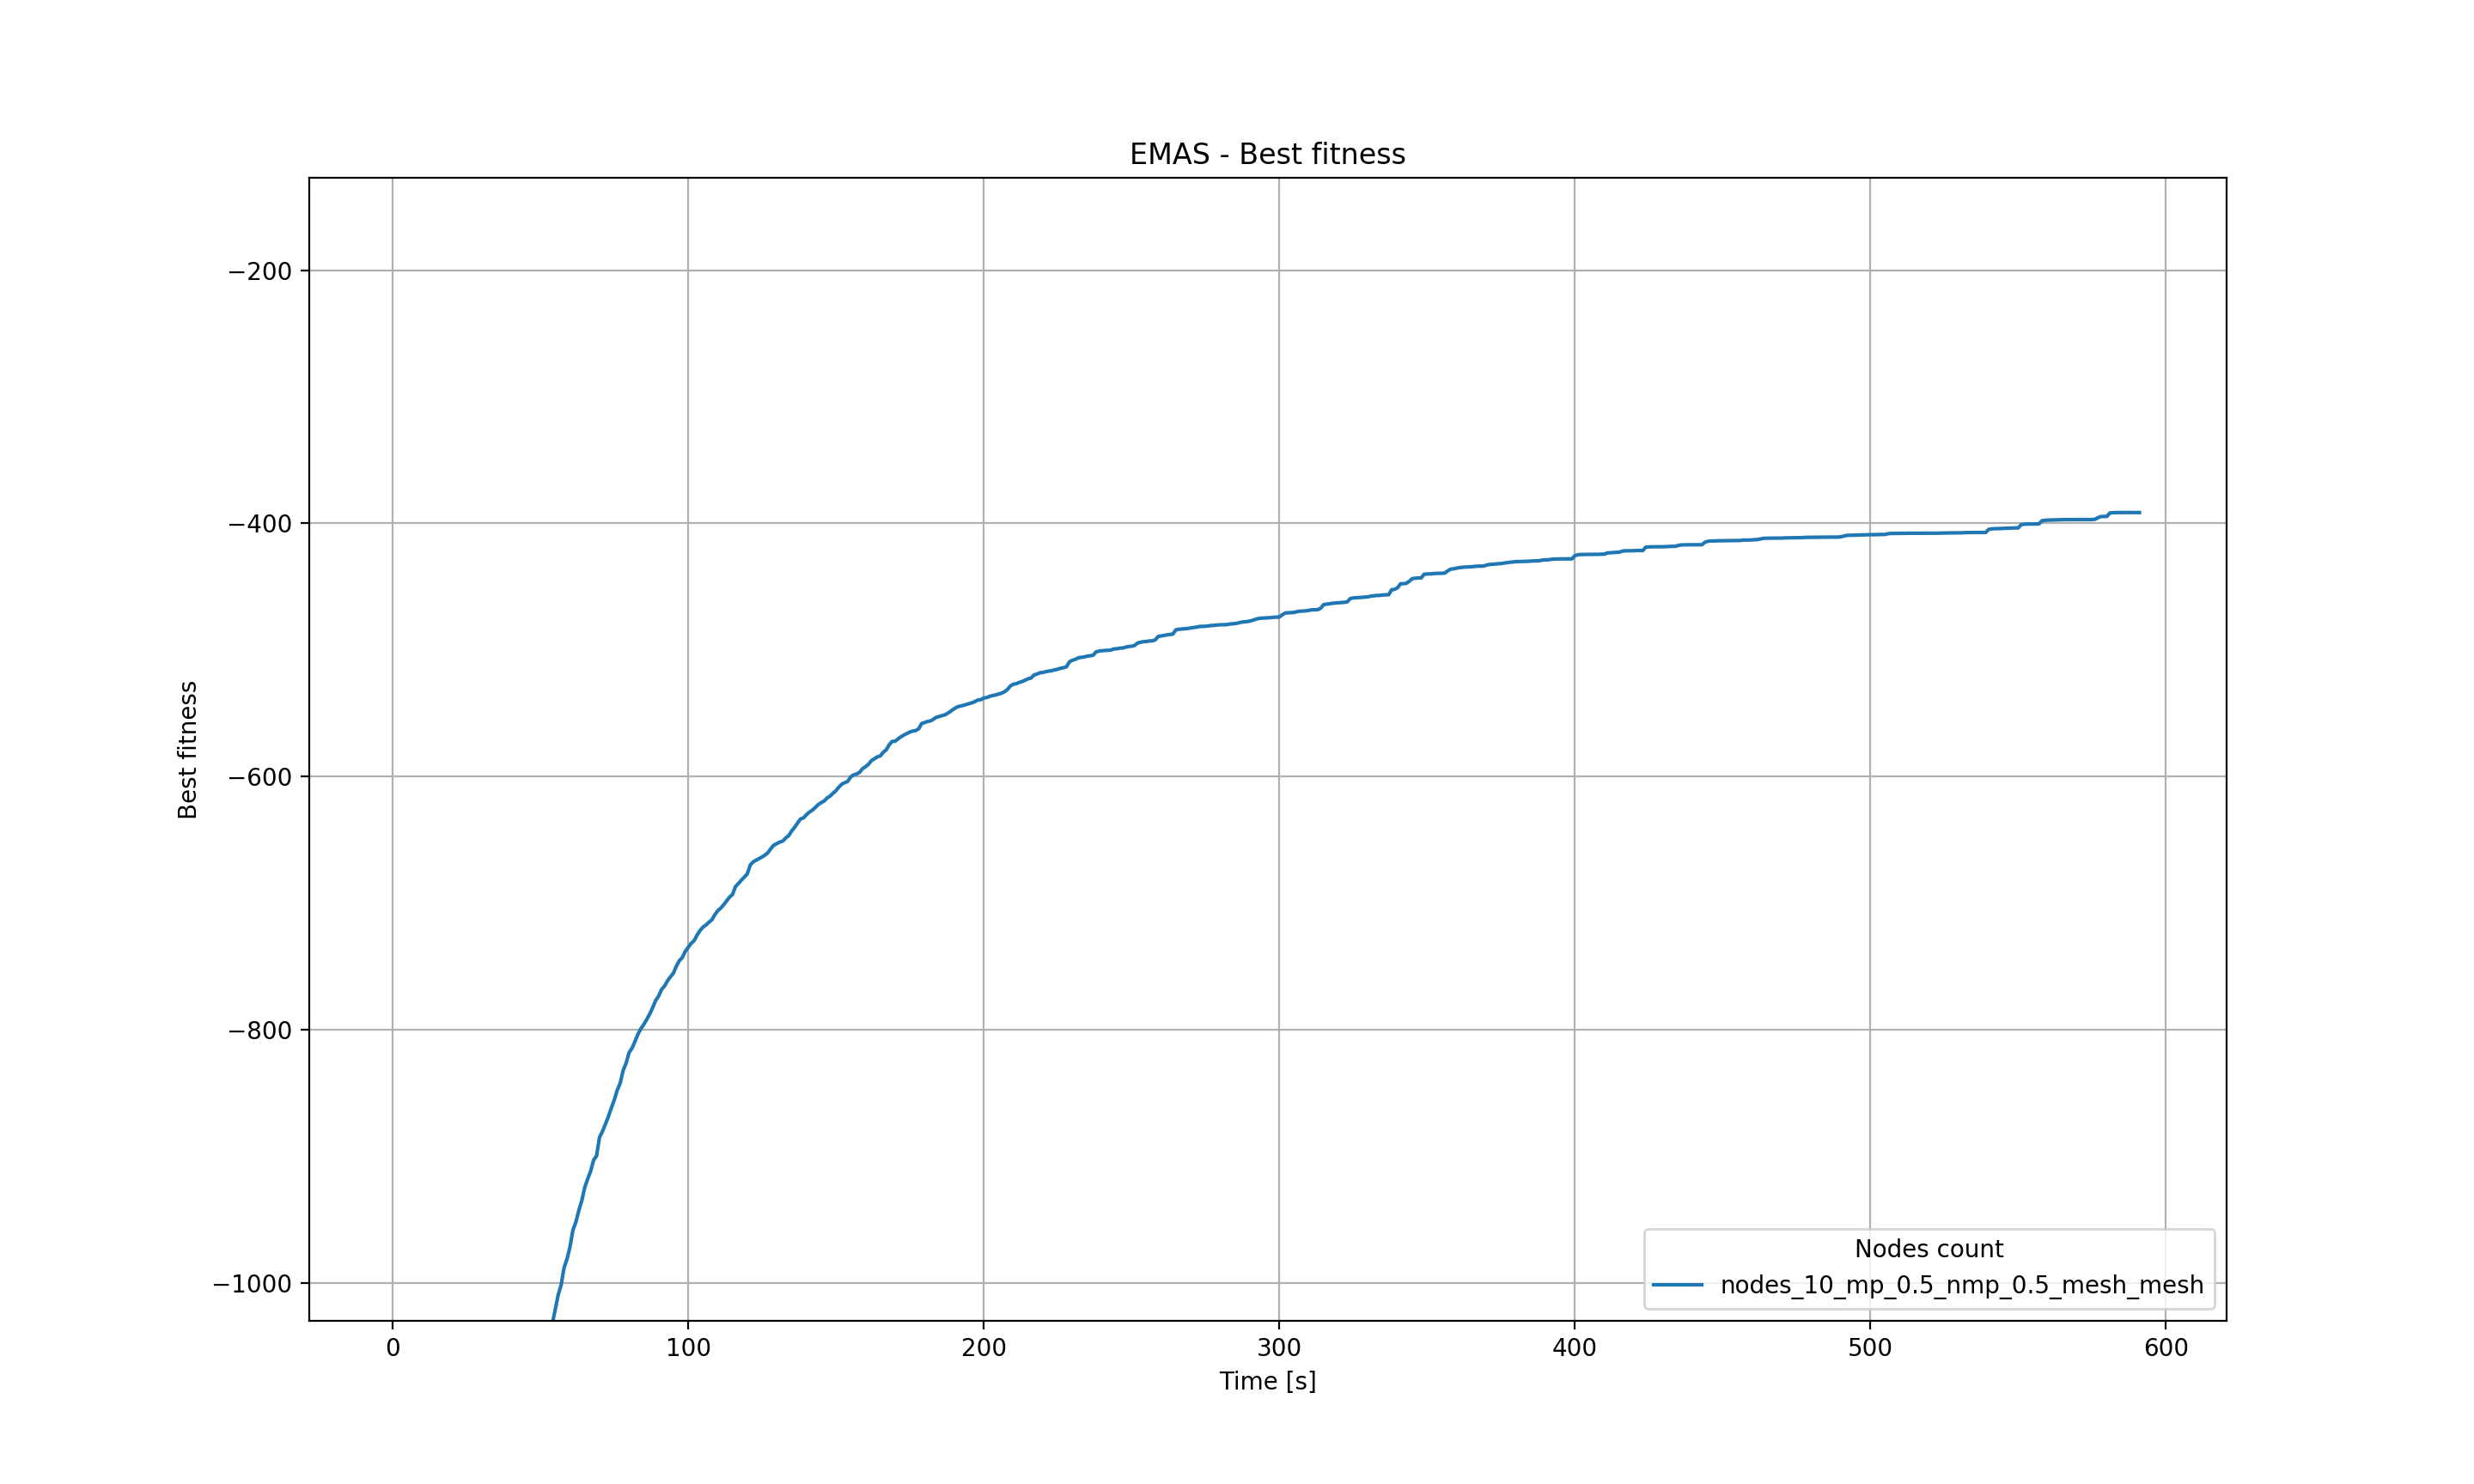 EMAS - Best fitness
Best fitness
−200
−400
−600
−800
−1000
0 100 200 300 400 500 600
Time [s]
Nodes count
nodes_10_mp_0.5_nmp_0.5_mesh_mesh